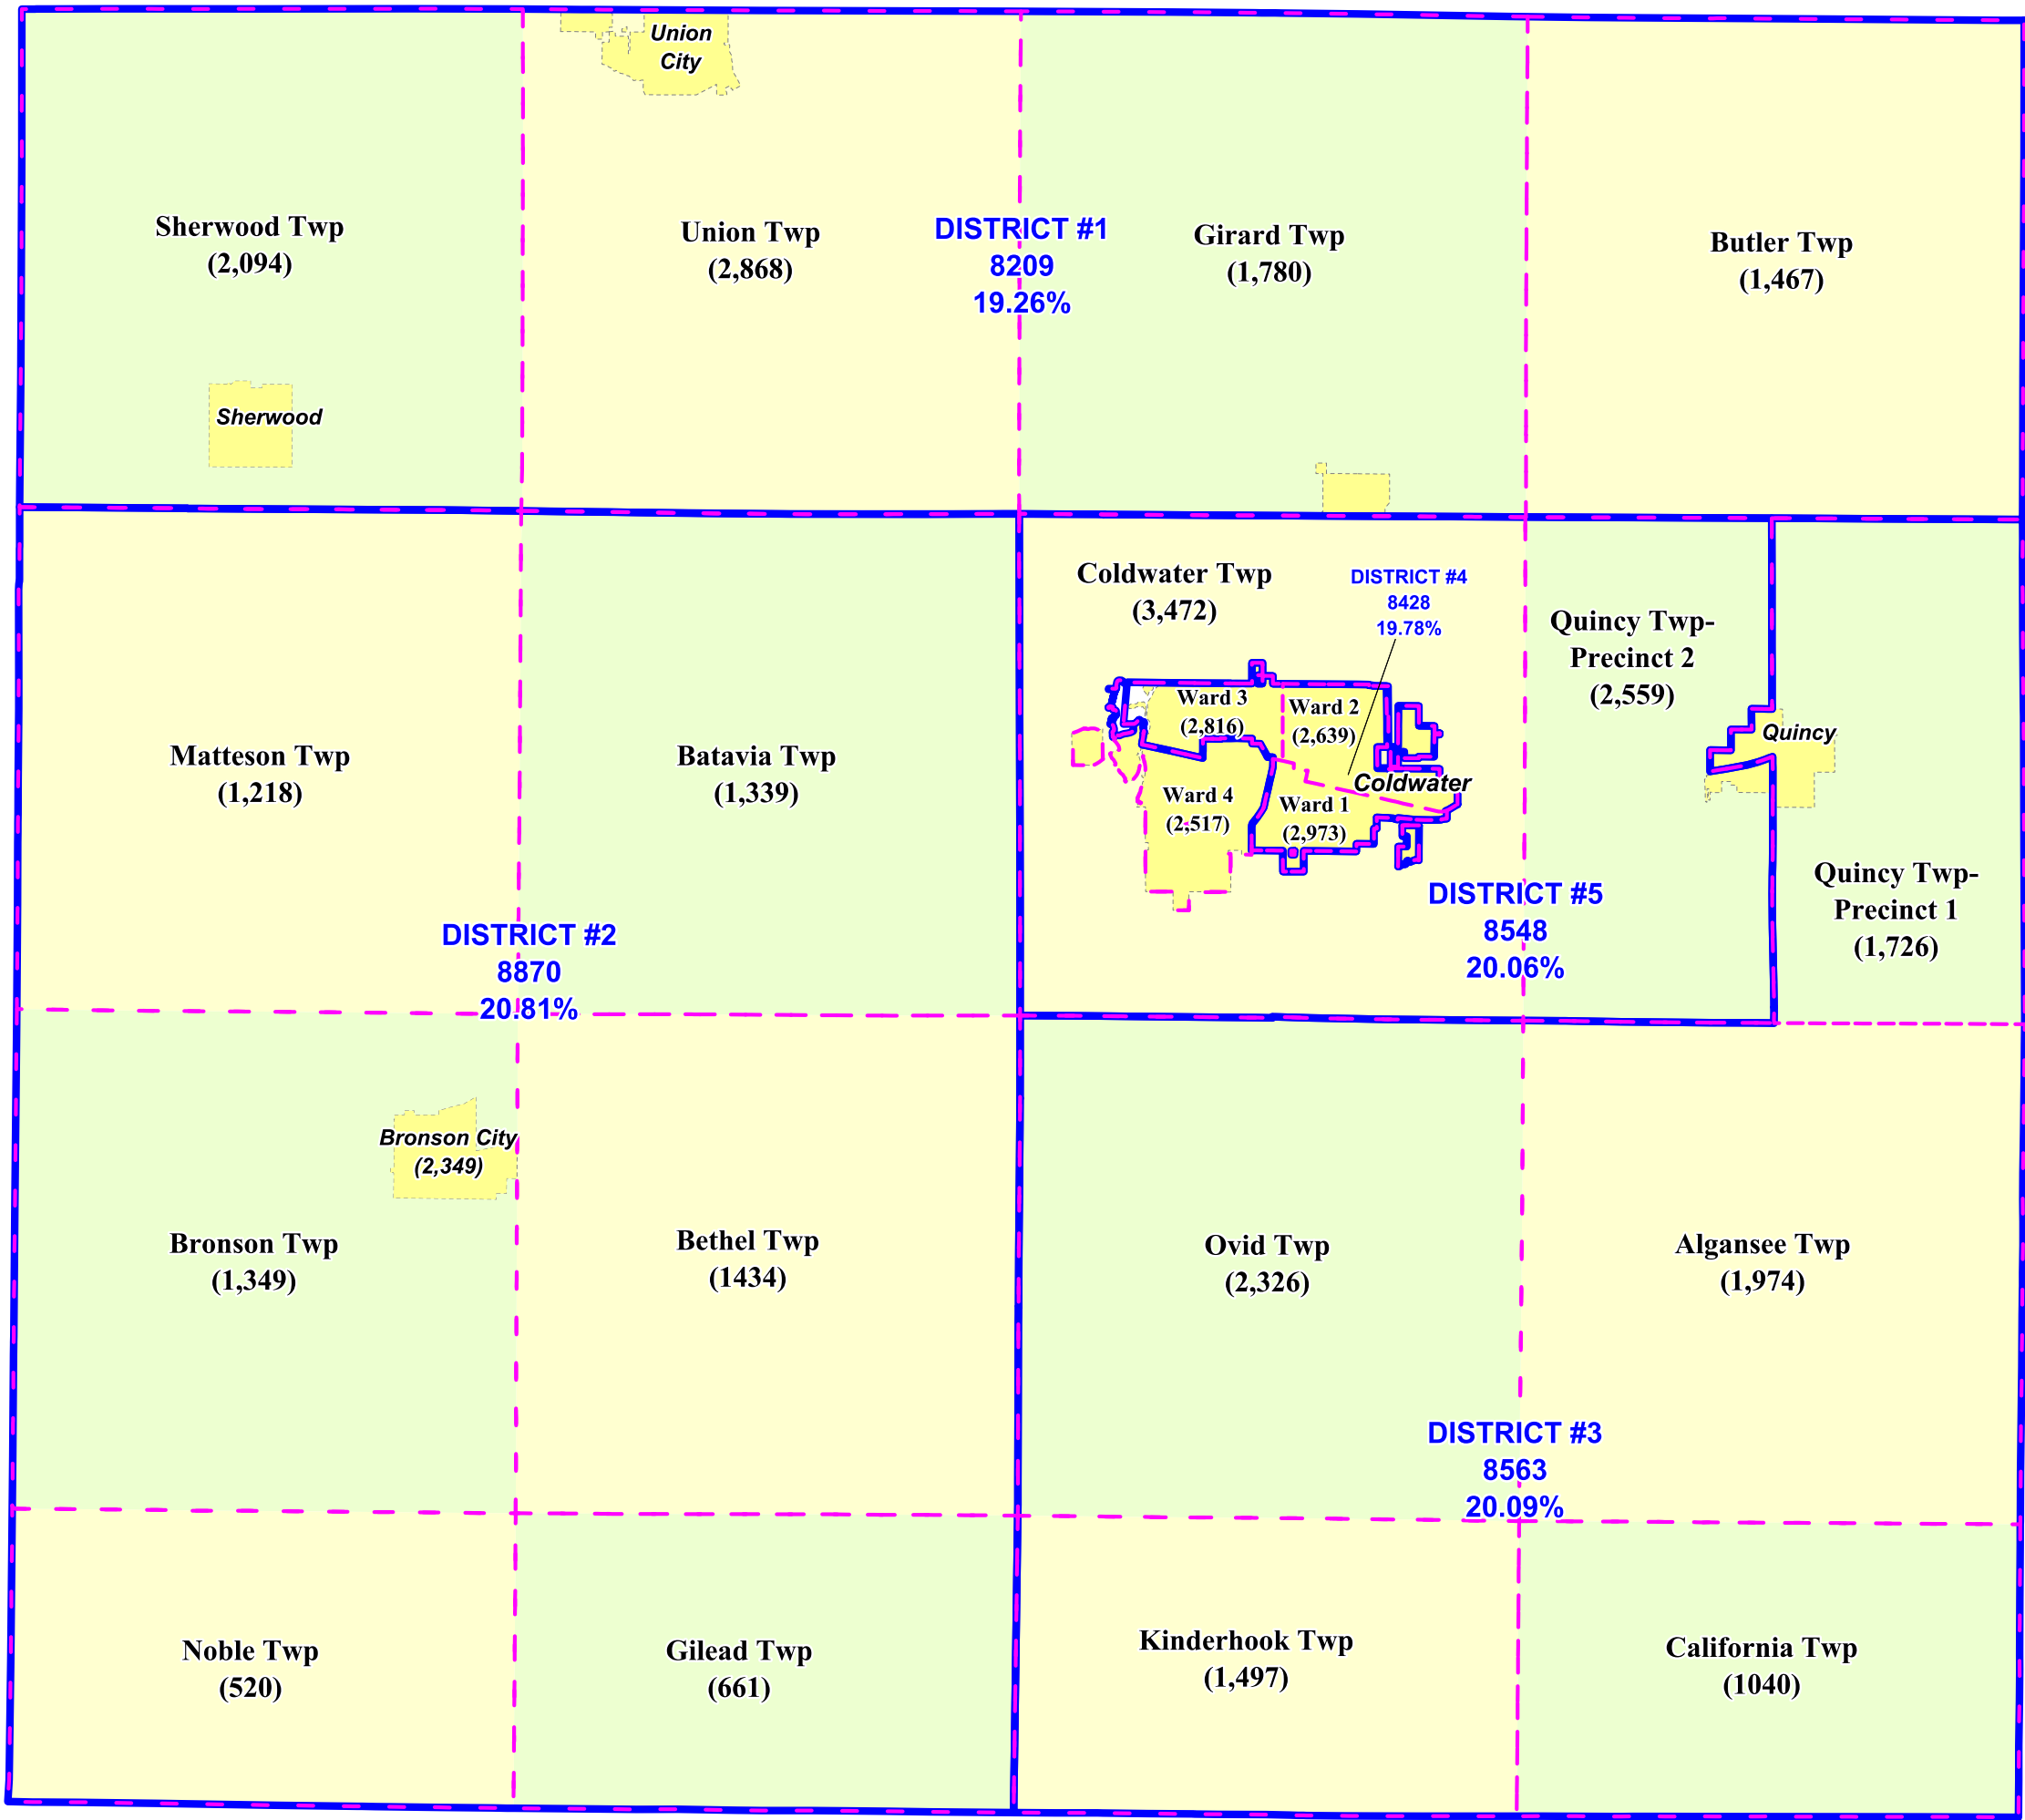 Union
City
Sherwood Twp
(2,094)
Union Twp
(2,868)
DISTRICT #1
8209
19.26%
Girard Twp
(1,780)
Butler Twp
(1,467)
Sherwood
Coldwater Twp
(3,472)
DISTRICT #4
8428
19.78%
Quincy Twp-
Precinct 2
(2,559)
Ward 3
(2,816)
Ward 2
(2,639)
Quincy
Matteson Twp
(1,218)
Batavia Twp
(1,339)
Coldwater
Ward 4
(2,517)
Ward 1
(2,973)
Quincy Twp-
Precinct 1
(1,726)
DISTRICT #2
8870
20.81%
DISTRICT #5
8548
20.06%
Bronson City
(2,349)
Bronson Twp
(1,349)
Bethel Twp
(1434)
Ovid Twp
(2,326)
Algansee Twp
(1,974)
DISTRICT #3
8563
20.09%
Noble Twp
(520)
Gilead Twp
(661)
Kinderhook Twp
(1,497)
California Twp
(1040)